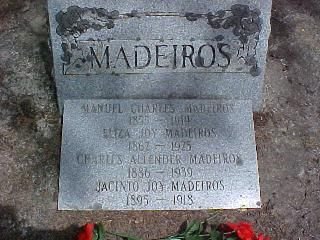 MADEIROS
MANUEL CHARLES MADEIROS
ELIZA JOY MADEIROS
1867 — 1925
CHARLES ALLENDER MADEIROS
1886 — 1939
JACINTO JOY MADEIROS
1895 — 1918